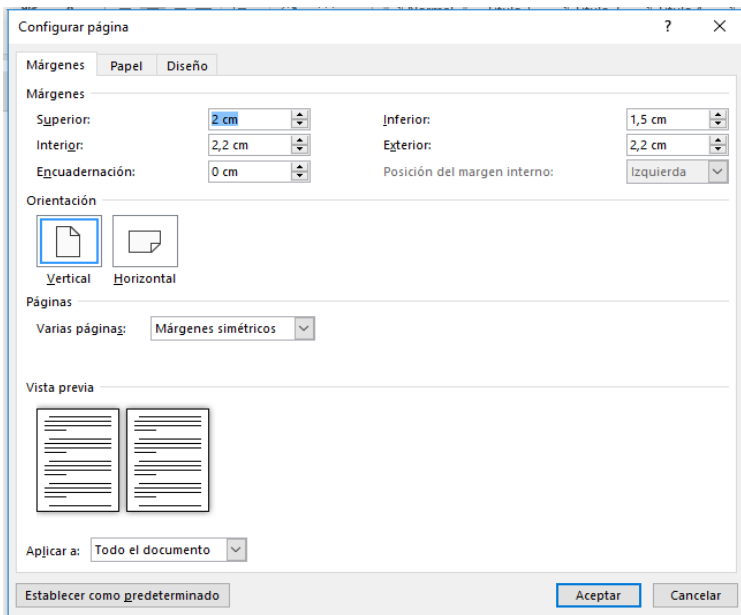 Configurar página ?
Márgenes Papel Diseño
Márgenes
Superior: 2 cm Inferior: 1,5 cm
Interior: 2,2 cm Exterior: 2,2 cm
Encuadernación: 0 cm Posición del margen interno: Izquierda
Orientación
Vertical Horizontal
Páginas
Varias páginas: Márgenes simétricos
Vista previa
Aplicar a: Todo el documento
Establecer como predeterminado Aceptar Cancelar